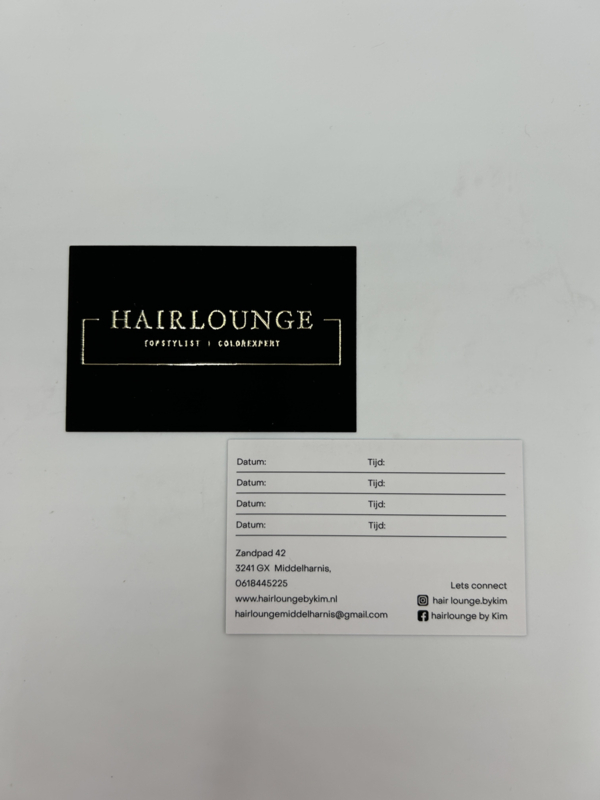 HAIRLOUNGE
TOPSTYLIST | COLOREXPERT
Datum: Tijd:
Datum: Tijd:
Datum: Tijd:
Datum: Tijd:
Zandpad 42
3241 GX Middelharnis,
0618445225
www.hairloungebykim.nl
hairloungemiddelharnis@gmail.com
Lets connect
hair lounge.bykim
hairlounge by Kim